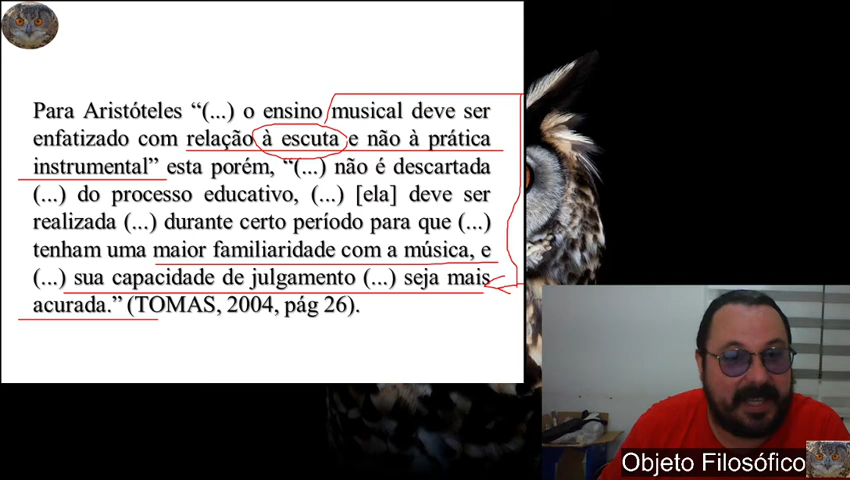 Para Aristóteles “(...) o ensino musical deve ser
enfatizado com relação à escuta e não à prática
instrumental” esta porém, “(...) não é descartada
(...) do processo educativo, (...) [ela] deve ser
realizada (...) durante certo período para que (...)
tenham uma maior familiaridade com a música, e
(...) sua capacidade de julgamento (...) seja mais
acurada.” (TOMAS, 2004, pág 26).
Objeto Filosófico